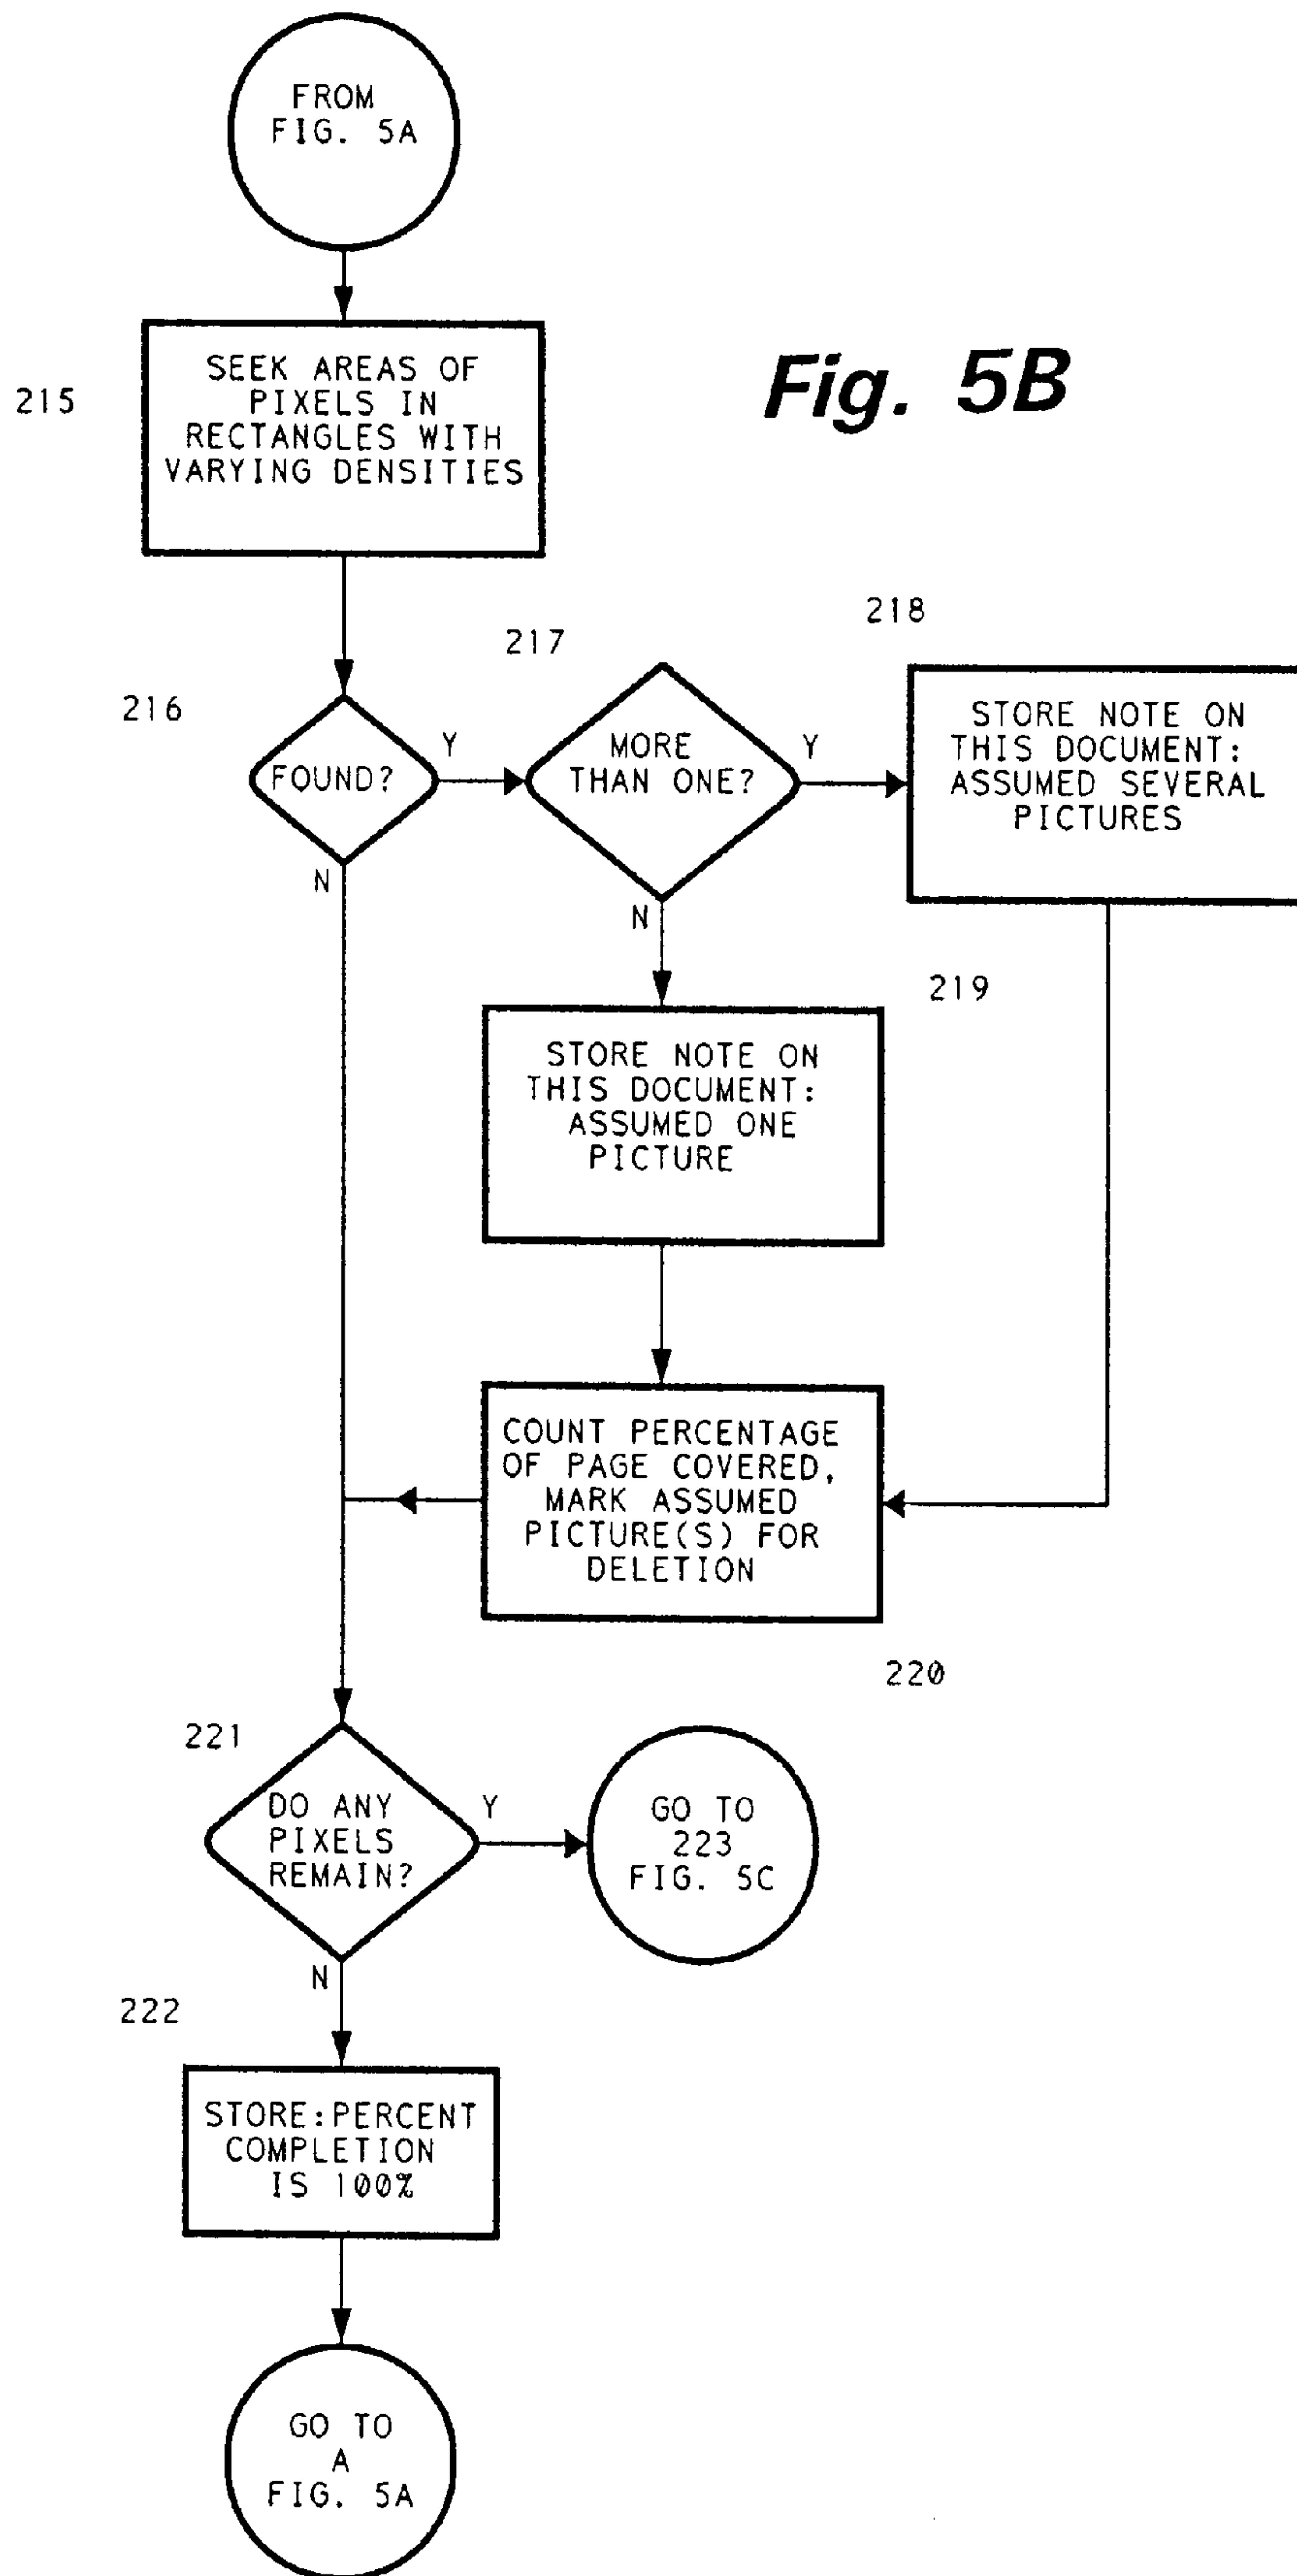 FROM
FIG. 5A
215
SEEK AREAS OF
PIXELS IN
RECTANGLES WITH
VARYING DENSITIES
Fig. 5B
216
FOUND?
Y
N
217
MORE
THAN ONE?
Y
N
218
STORE NOTE ON
THIS DOCUMENT:
ASSUMED SEVERAL
PICTURES
219
STORE NOTE ON
THIS DOCUMENT:
ASSUMED ONE
PICTURE
COUNT PERCENTAGE
OF PAGE COVERED,
MARK ASSUMED
PICTURE(S) FOR
DELETION
220
221
DO ANY
PIXELS
REMAIN?
Y
N
GO TO
223
FIG. 5C
222
STORE:PERCENT
COMPLETION
IS 100%
GO TO
A
FIG. 5A